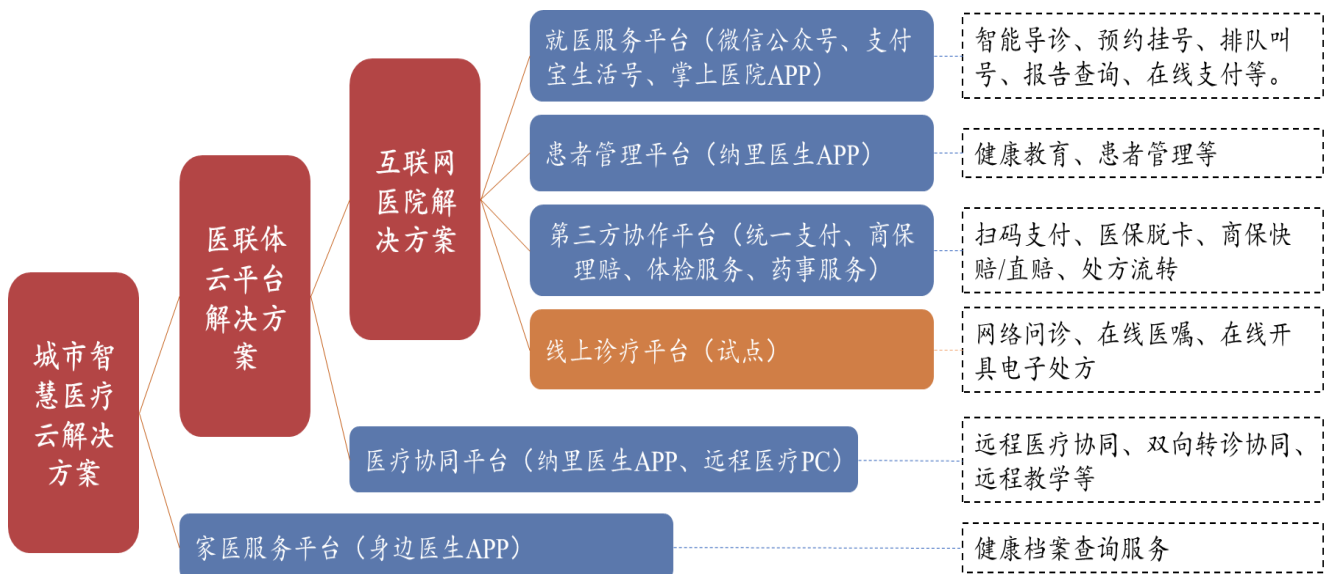 城市智
慧医疗
云解决
方案
医联体
云平台
解决方
案
互联网
医院解
决方案
就医服务平台（微信公众号、支付
宝生活号、掌上医院APP）
智能导诊、预约挂号、排队叫
号、报告查询、在线支付等。
患者管理平台（纳里医生APP）
健康教育、患者管理等
第三方协作平台（统一支付、商保
理赔、体检服务、药事服务）
扫码支付、医保脱卡、商保快
赔/直赔、处方流转
线上诊疗平台（试点）
网络问诊、在线医嘱、在线开
具电子处方
医疗协同平台（纳里医生APP、远程医疗PC）
远程医疗协同、双向转诊协同、
远程教学等
家医服务平台（身边医生APP）
健康档案查询服务